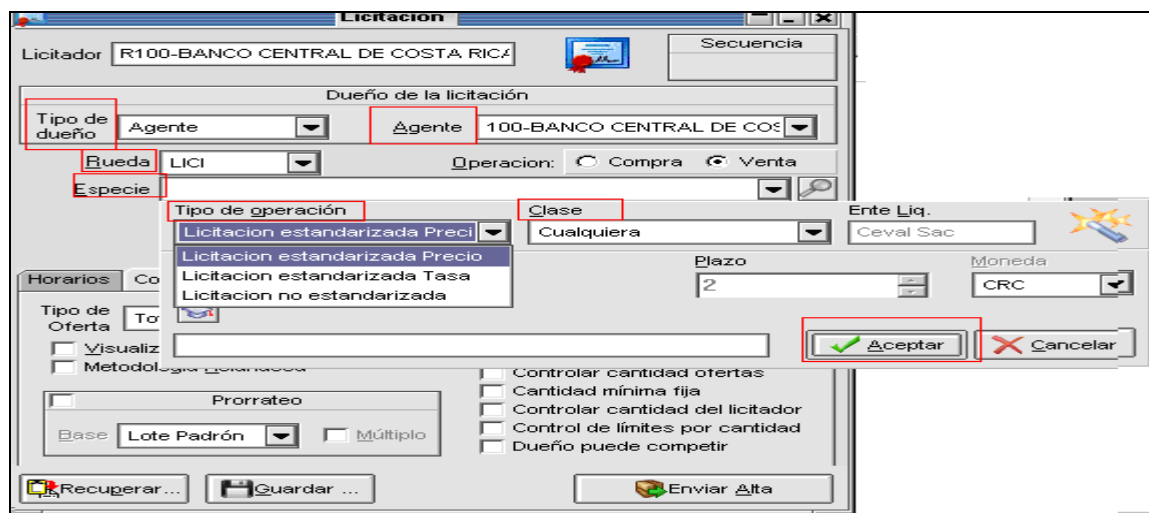 Licitacion
Licitador R100-BANCO CENTRAL DE COSTA RICA
Secuencia
Dueño de la licitación
Tipo de dueño Agente Agente 100-BANCO CENTRAL DE COS
Rueda LICI Operacion: Compra Venta
Especie
Tipo de operación Clase Ente Liq.
Licitacion estandarizada Preci Cualquiera Ceval Sac
Licitacion estandarizada Precio
Licitacion estandarizada Tasa
Licitacion no estandarizada
Plazo Moneda
2 CRC
Horarios Co
Tipo de Oferta To
Aceptar Cancelar
Visualiz
Metodología
Controlar cantidad ofertas
Cantidad mínima fija
Controlar cantidad del licitador
Control de límites por cantidad
Dueño puede competir
Prorrateo
Base Lote Padrón Múltiplo
Recuperar... Guardar ... Enviar Alta